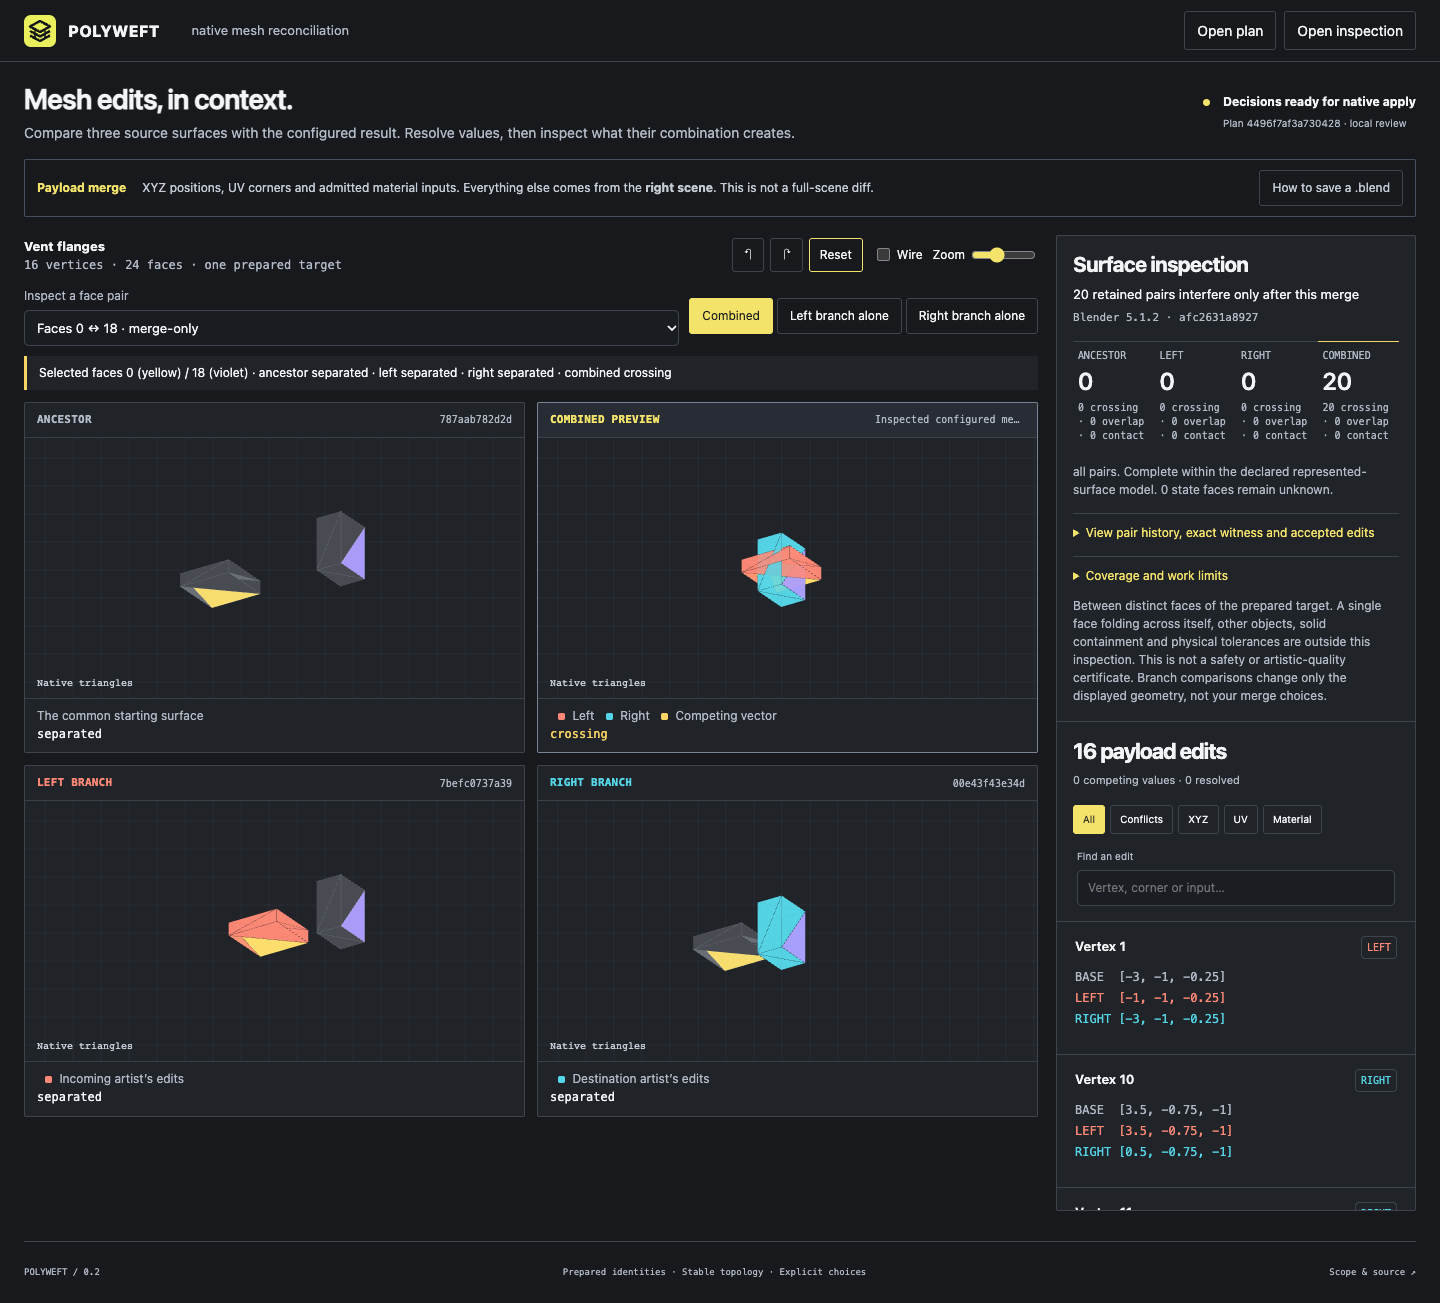 POLYWEFT
native mesh reconciliation
Open plan
Open inspection
Mesh edits, in context.
Compare three source surfaces with the configured result. Resolve values, then inspect what their combination creates.
Decisions ready for native apply
Plan 4496f7af3a730428 · local review
Payload merge XYZ positions, UV corners and admitted material inputs. Everything else comes from the right scene. This is not a full-scene diff.
How to save a .blend
Vent flanges
16 vertices · 24 faces · one prepared target
Reset
Wire
Zoom
Inspect a face pair
Faces 0 ↔ 18 · merge-only
Combined
Left branch alone
Right branch alone
Selected faces 0 (yellow) / 18 (violet) · ancestor separated · left separated · right separated · combined crossing
ANCESTOR 787aab782d2d
Native triangles
The common starting surface
separated
COMBINED PREVIEW Inspected configured me…
Native triangles
Left Right Competing vector
crossing
LEFT BRANCH 7befc0737a39
Native triangles
Incoming artist's edits
separated
RIGHT BRANCH 00e43f43e34d
Native triangles
Destination artist's edits
separated
Surface inspection
20 retained pairs interfere only after this merge
Blender 5.1.2 · afc2631a8927
ANCESTOR LEFT RIGHT COMBINED
0 0 0 20
0 crossing 0 crossing 0 crossing 20 crossing
· 0 overlap · 0 overlap · 0 overlap · 0 overlap
· 0 contact · 0 contact · 0 contact · 0 contact
all pairs. Complete within the declared represented-
surface model. 0 state faces remain unknown.
View pair history, exact witness and accepted edits
Coverage and work limits
Between distinct faces of the prepared target. A single
face folding across itself, other objects, solid
containment and physical tolerances are outside this
inspection. This is not a safety or artistic-quality
certificate. Branch comparisons change only the
displayed geometry, not your merge choices.
16 payload edits
0 competing values · 0 resolved
All Conflicts XYZ UV Material
Find an edit
Vertex, corner or input…
Vertex 1 LEFT
BASE [−3, −1, −0.25]
LEFT [−1, −1, −0.25]
RIGHT [−3, −1, −0.25]
Vertex 10 RIGHT
BASE [3.5, −0.75, −1]
LEFT [3.5, −0.75, −1]
RIGHT [0.5, −0.75, −1]
Vertex 11 RIGHT
POLYWEFT / 0.2
Prepared identities · Stable topology · Explicit choices
Scope & source ↗